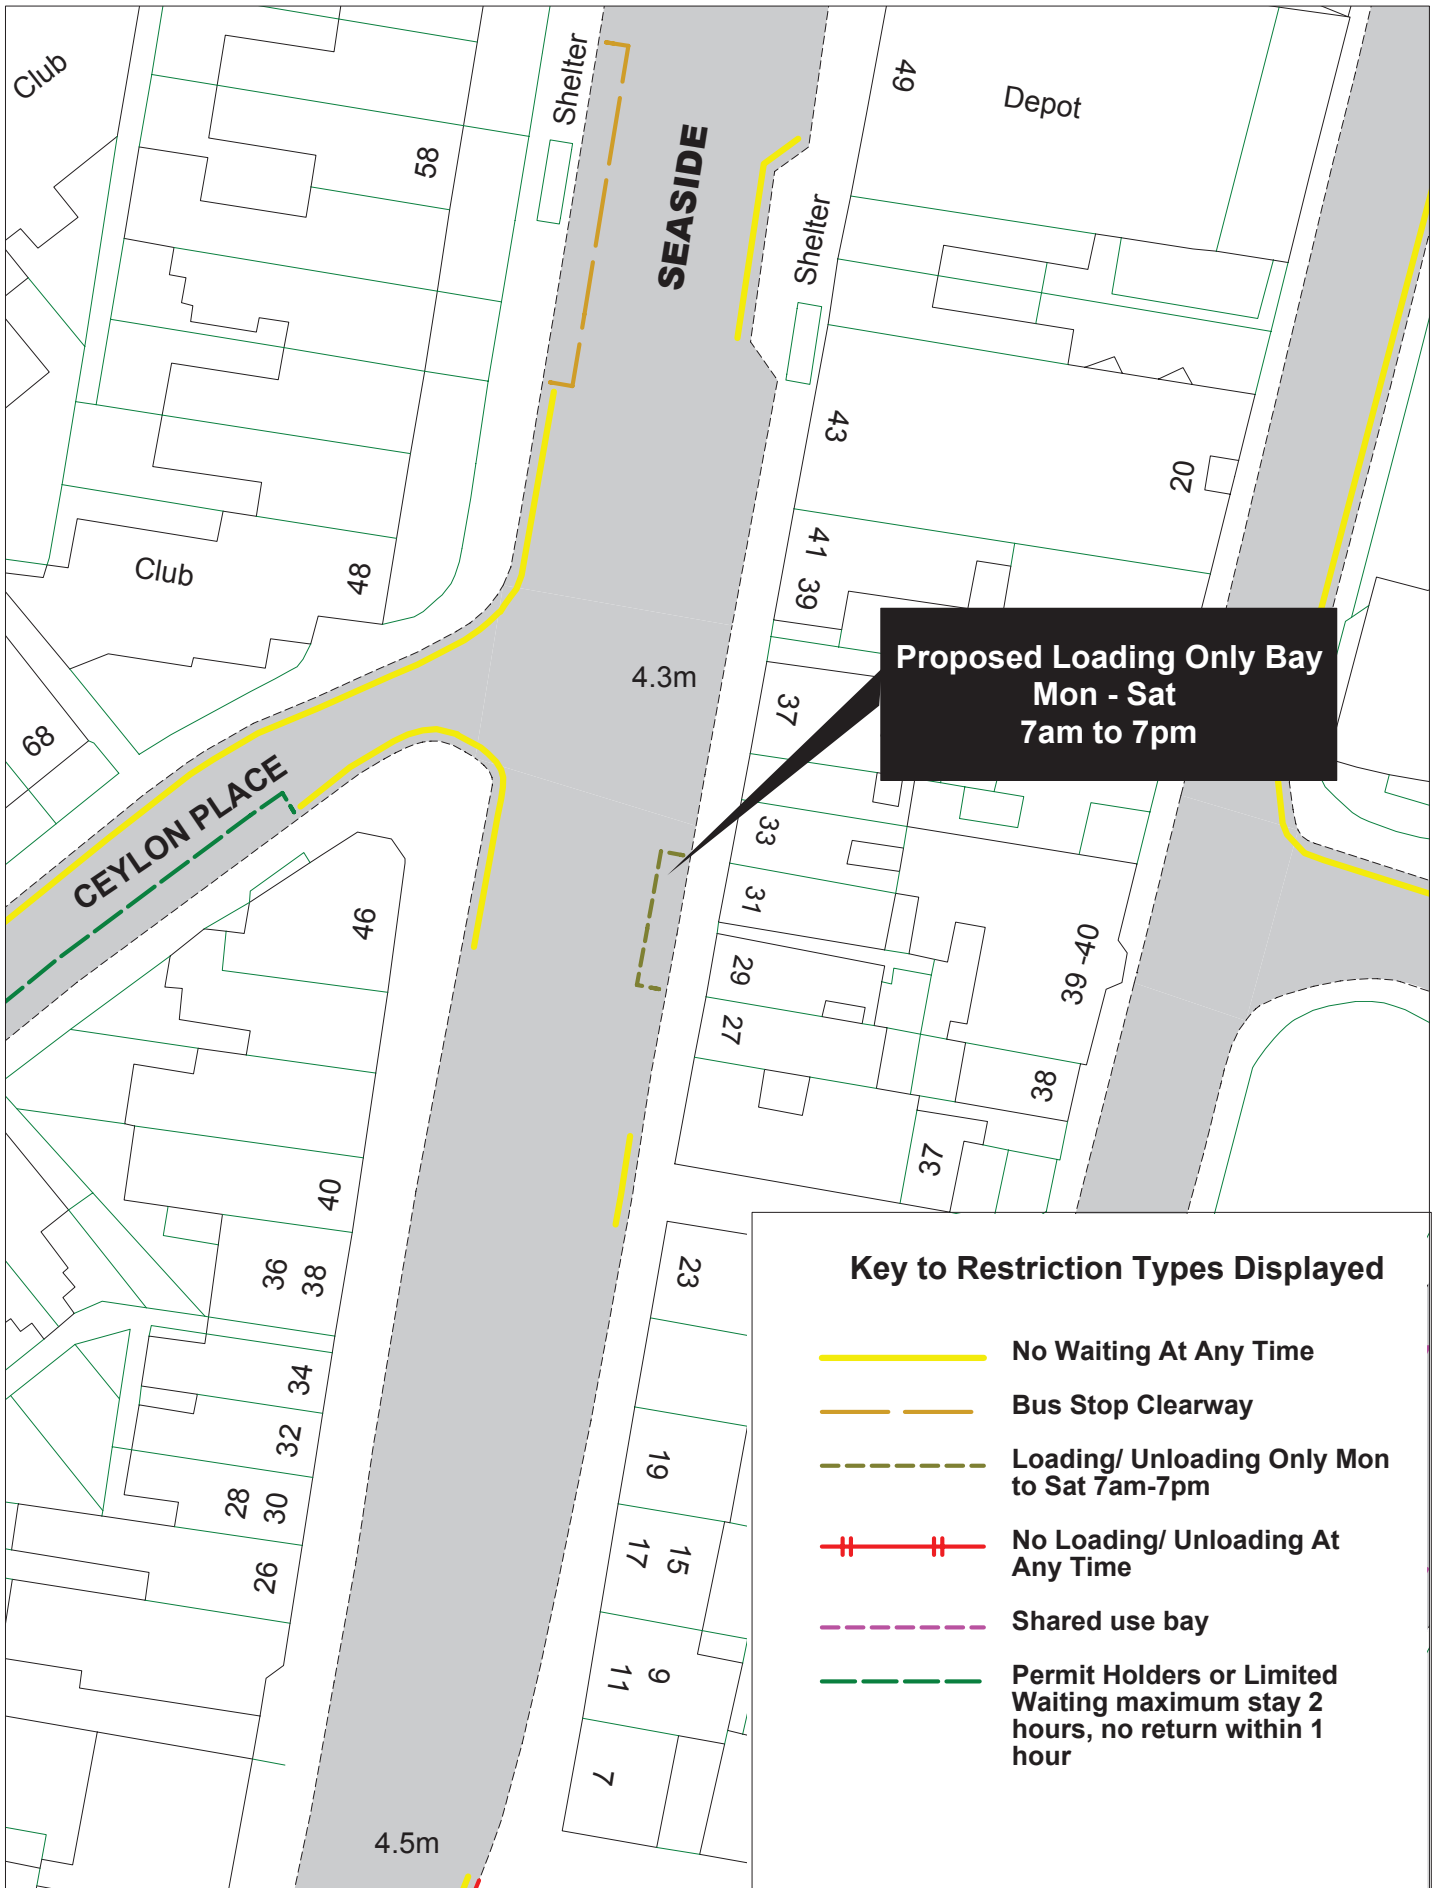 Club
Shelter
58
SEASIDE
49
Depot
Shelter
43
20
Club
48
41
39
Proposed Loading Only Bay
Mon - Sat
7am to 7pm
4.3m
37
68
CEYLON PLACE
33
31
46
29
39 -40
27
38
37
40
36
38
23
34
32
28
30
26
19
17
15
11
9
7
4.5m
Key to Restriction Types Displayed
No Waiting At Any Time
Bus Stop Clearway
Loading/ Unloading Only Mon
to Sat 7am-7pm
No Loading/ Unloading At
Any Time
Shared use bay
Permit Holders or Limited
Waiting maximum stay 2
hours, no return within 1
hour